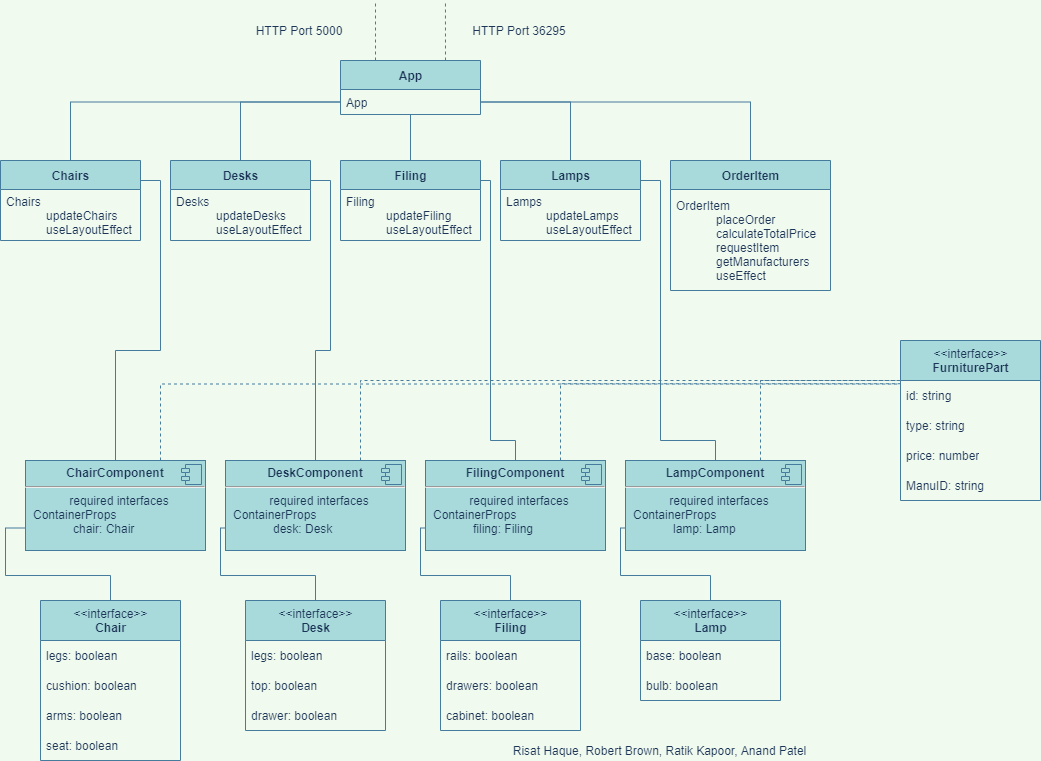 HTTP Port 5000
HTTP Port 36295
App
App
Chairs
Chairs
updateChairs
useLayoutEffect
Desks
Desks
updateDesks
useLayoutEffect
Filing
Filing
updateFiling
useLayoutEffect
Lamps
Lamps
updateLamps
useLayoutEffect
OrderItem
OrderItem
placeOrder
calculateTotalPrice
requestItem
getManufacturers
useEffect
<<interface>>
FurniturePart
id: string
type: string
price: number
ManuID: string
ChairComponent
required interfaces
ContainerProps
chair: Chair
DeskComponent
required interfaces
ContainerProps
desk: Desk
FilingComponent
required interfaces
ContainerProps
filing: Filing
LampComponent
required interfaces
ContainerProps
lamp: Lamp
<<interface>>
Chair
legs: boolean
cushion: boolean
arms: boolean
seat: boolean
<<interface>>
Desk
legs: boolean
top: boolean
drawer: boolean
<<interface>>
Filing
rails: boolean
drawers: boolean
cabinet: boolean
<<interface>>
Lamp
base: boolean
bulb: boolean
Risat Haque, Robert Brown, Ratik Kapoor, Anand Patel